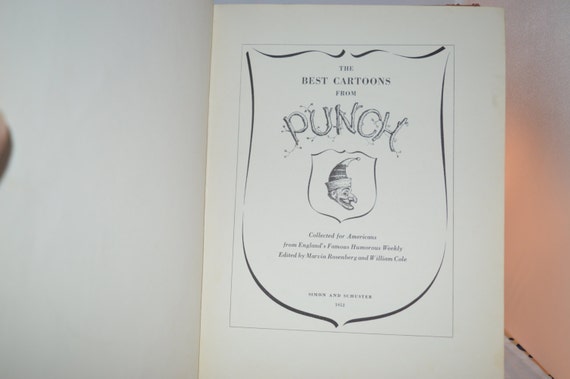 THE
BEST CARTOONS
FROM
PUNCH
Collected for Americans
from England's Famous Humorous Weekly
Edited by Marvin Rosenberg and William Cole
SIMON AND SCHUSTER
1952